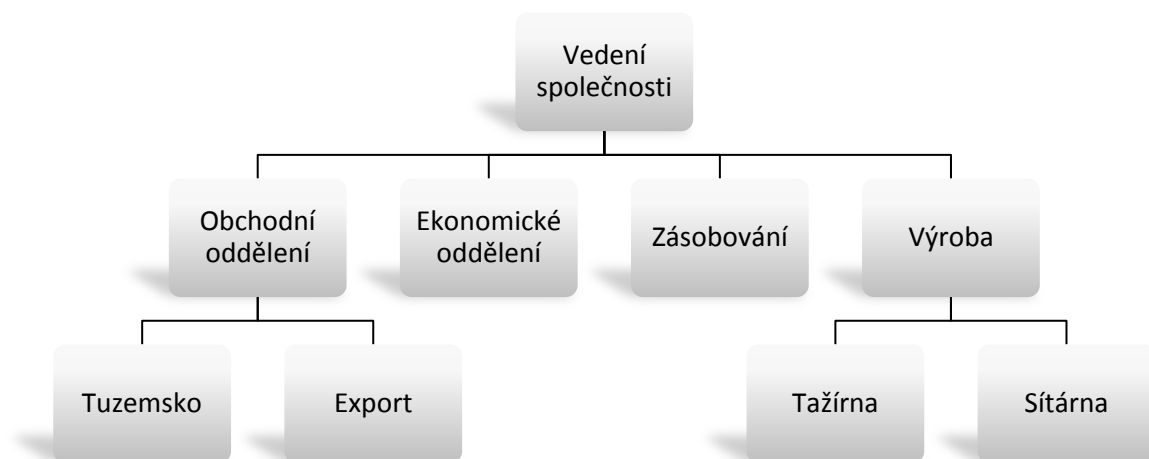 Vedení
společnosti
Obchodní
oddělení
Ekonomické
oddělení
Zásobování
Výroba
Tuzemsko
Export
Tažírna
Sítárna